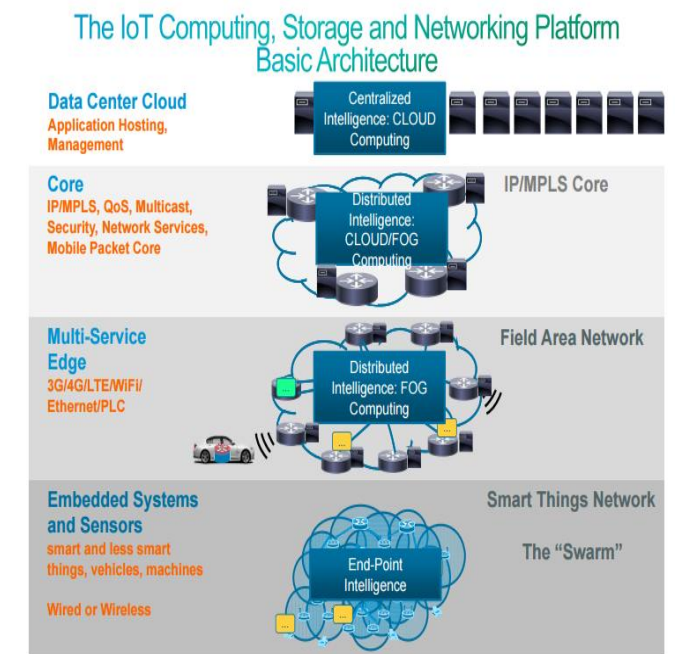 The IoT Computing, Storage and Networking Platform
Basic Architecture
Data Center Cloud
Application Hosting,
Management
Centralized
Intelligence: CLOUD
Computing
Core
IP/MPLS, QoS, Multicast,
Security, Network Services,
Mobile Packet Core
Distributed
Intelligence:
CLOUD/FOG
Computing
IP/MPLS Core
Multi-Service
Edge
3G/4G/LTE/WiFi/
Ethernet/PLC
Distributed
Intelligence: FOG
Computing
...
...
...
Field Area Network
Embedded Systems
and Sensors
smart and less smart
things, vehicles, machines
Wired or Wireless
End-Point
Intelligence
...
...
Smart Things Network
The “Swarm”